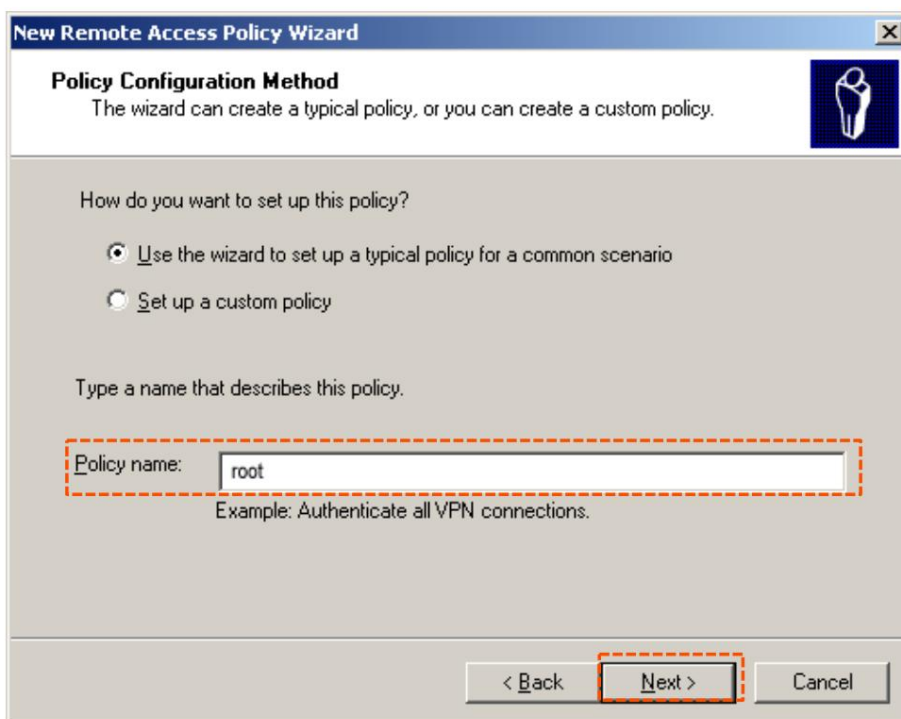 New Remote Access Policy Wizard
Policy Configuration Method
The wizard can create a typical policy, or you can create a custom policy.
How do you want to set up this policy?
Use the wizard to set up a typical policy for a common scenario
Set up a custom policy
Type a name that describes this policy.
Policy name: root
Example: Authenticate all VPN connections.
< Back Next > Cancel